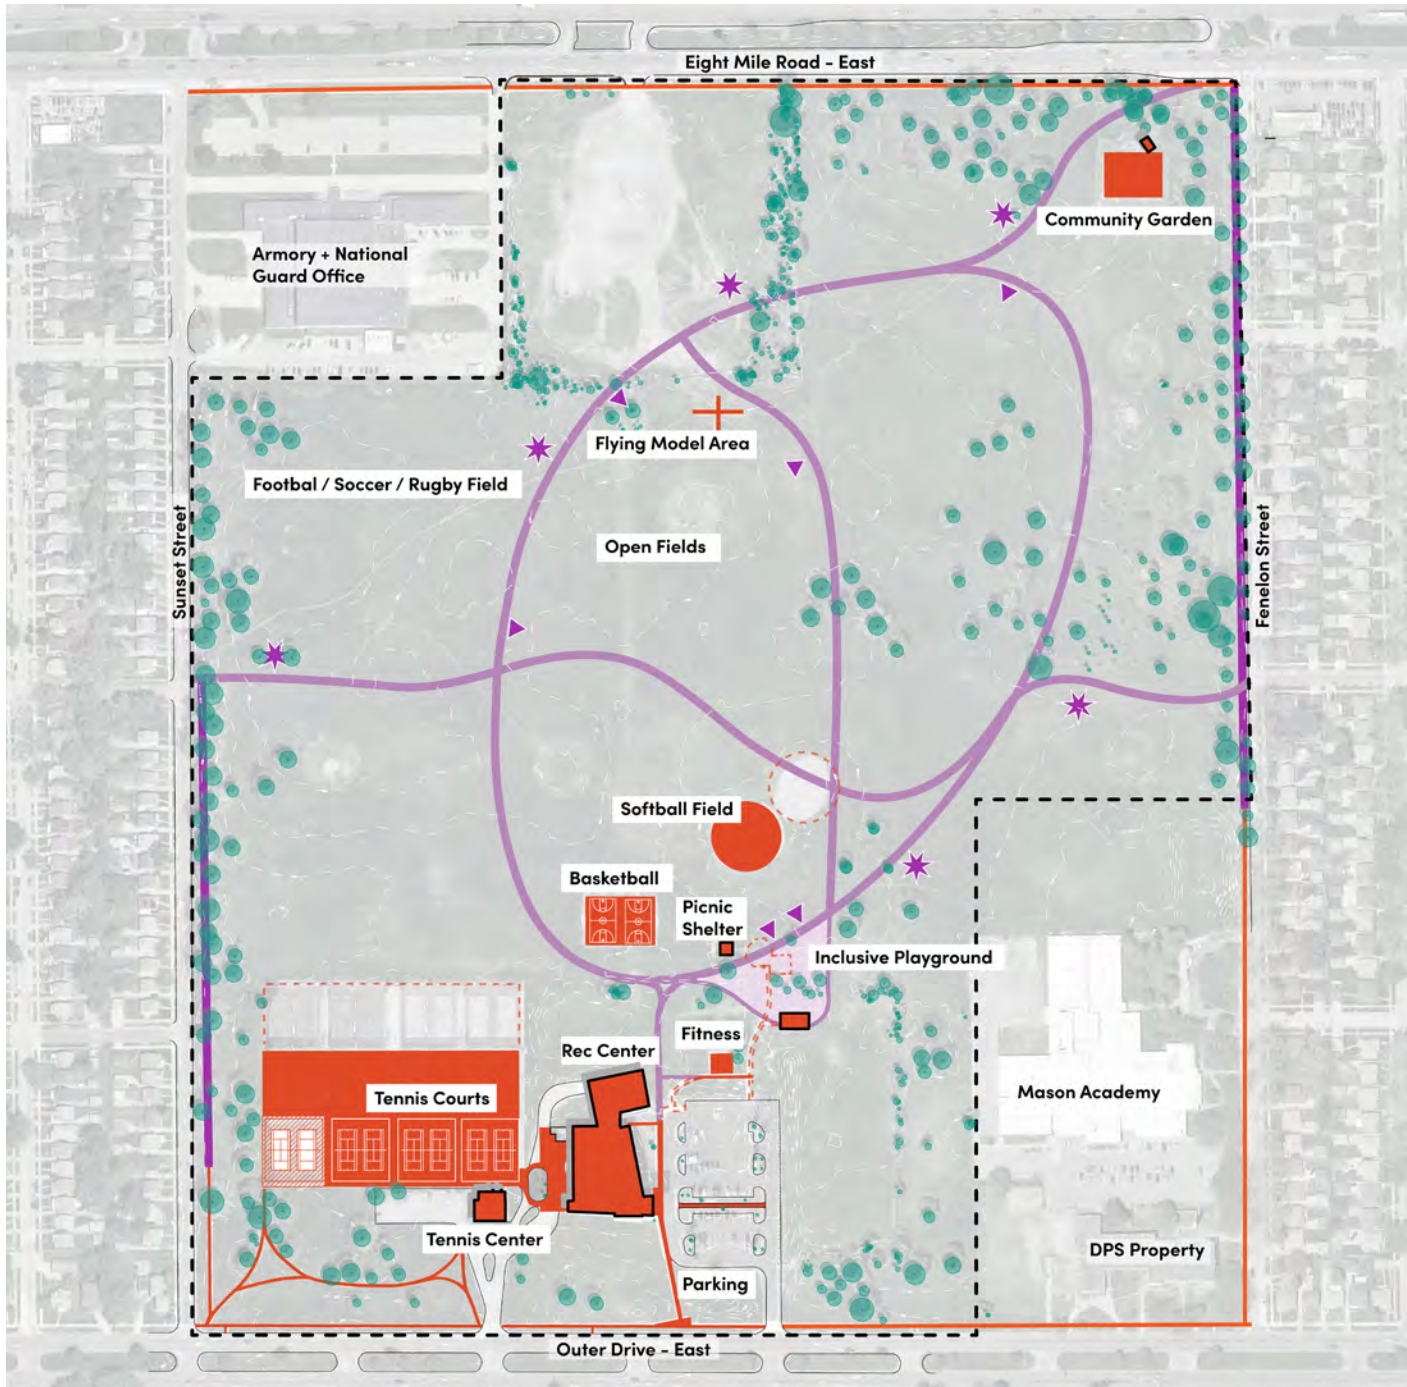 Eight Mile Road - East
Community Garden
Armory + National
Guard Office
Flying Model Area
Footbal / Soccer / Rugby Field
Open Fields
Sunset Street
Fenelon Street
Softball Field
Basketball
Picnic
Shelter
Inclusive Playground
Fitness
Rec Center
Tennis Courts
Mason Academy
Tennis Center
DPS Property
Parking
Outer Drive - East